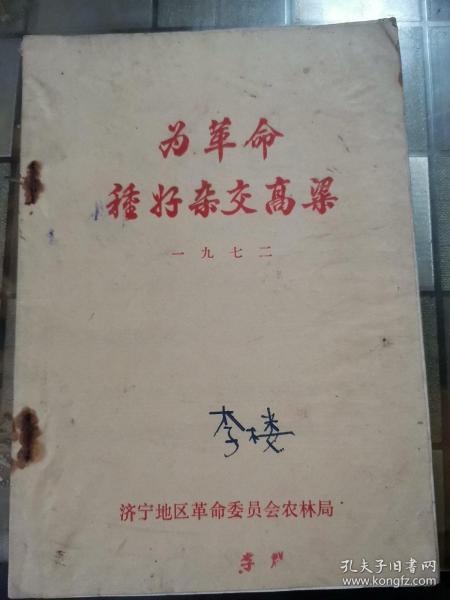 为革命
種好杂交高粱
一九七二
李楼
济宁地区革命委员会农林局
孔夫子旧书网
www.kongfz.com